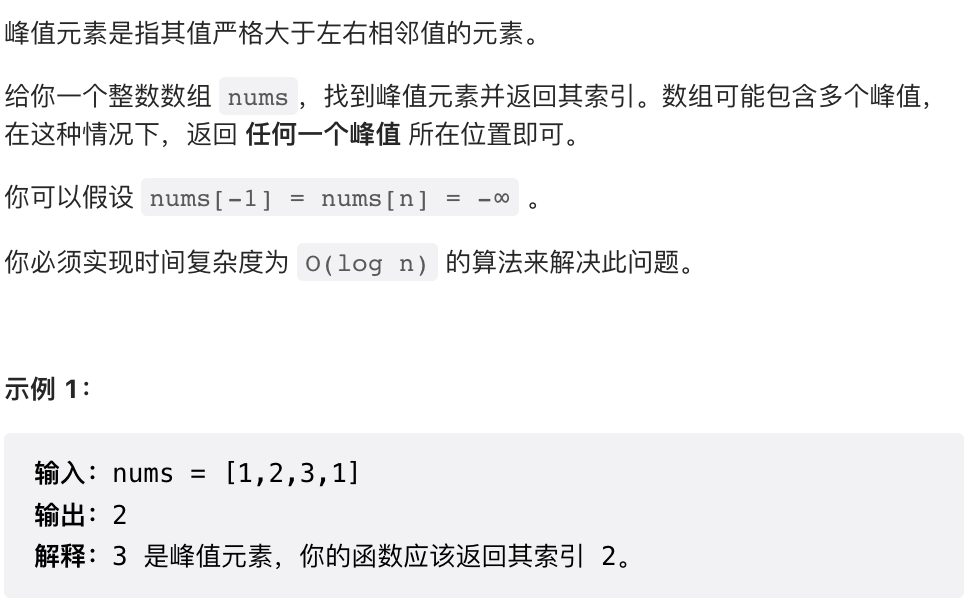 峰值元素是指其值严格大于左右相邻值的元素。
给你一个整数数组 nums，找到峰值元素并返回其索引。数组可能包含多个峰值，
在这种情况下，返回 任何一个峰值 所在位置即可。
你可以假设 nums[-1] = nums[n] = -∞ 。
你必须实现时间复杂度为 O(log n) 的算法来解决此问题。
示例 1：
输入：nums = [1,2,3,1]
输出：2
解释：3 是峰值元素，你的函数应该返回其索引 2。